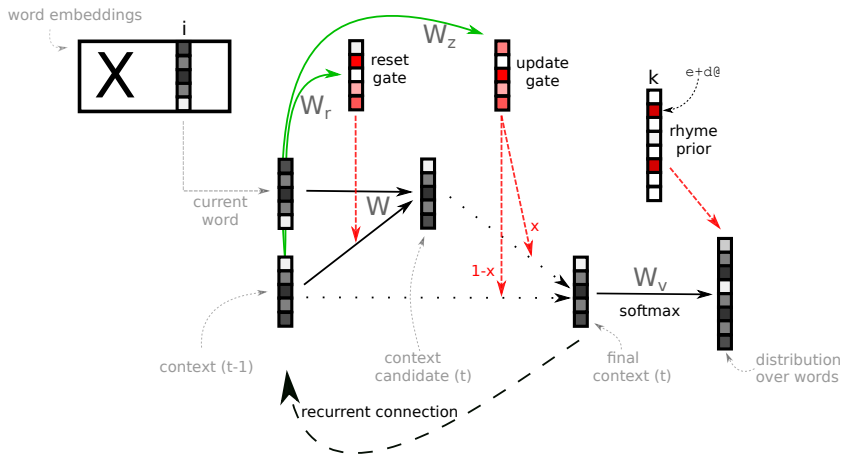 word embeddings
i
X
W_z
reset
gate
update
gate
k
e+d@
rhyme
prior
W_r
current
word
W
x
1-x
W_v
softmax
context (t-1)
context
candidate (t)
final
context (t)
distribution
over words
recurrent connection